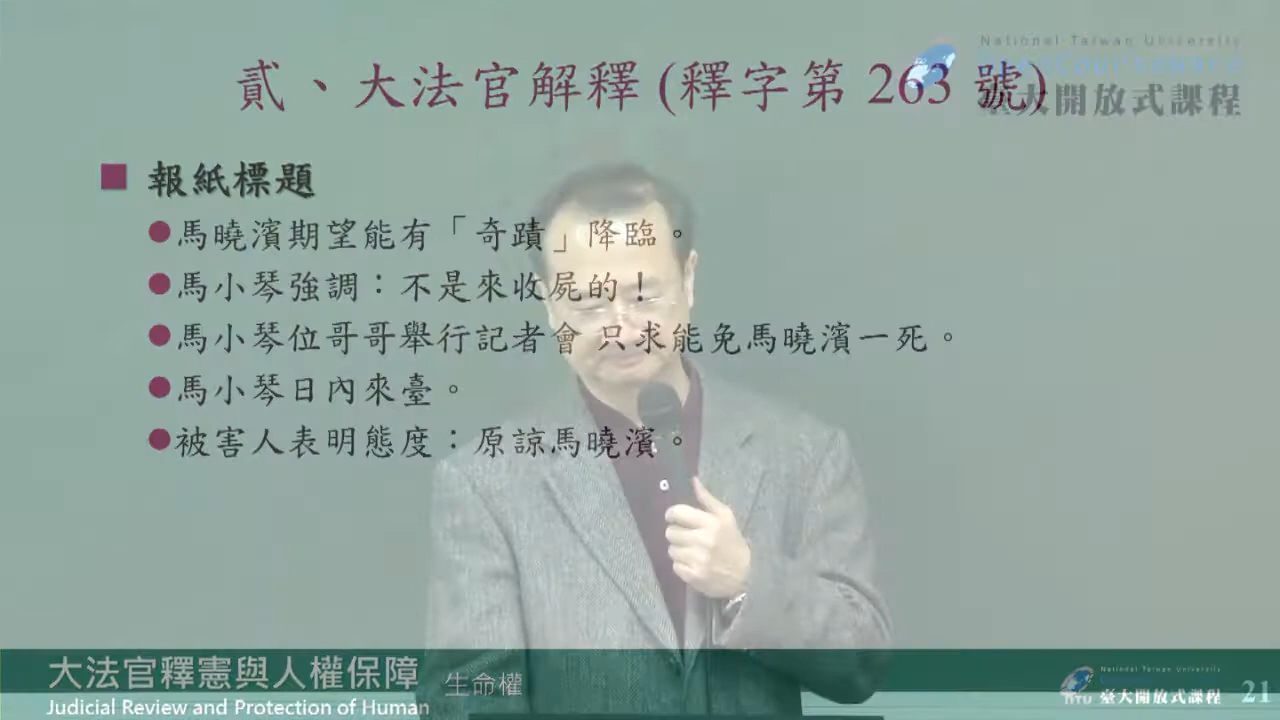 National Taiwan University
OpenCourseWare
臺大開放式課程
貳、大法官解釋 (釋字第 263 號)
報紙標題
馬曉濱期望能有「奇蹟」降臨。
馬小琴強調：不是來收屍的！
馬小琴位哥哥舉行記者會 只求能免馬曉濱一死。
馬小琴日內來臺。
被害人表明態度：原諒馬曉濱。
大法官釋憲與人權保障 生命權
Judicial Review and Protection of Human
National Taiwan University
NTU 臺大開放式課程
21